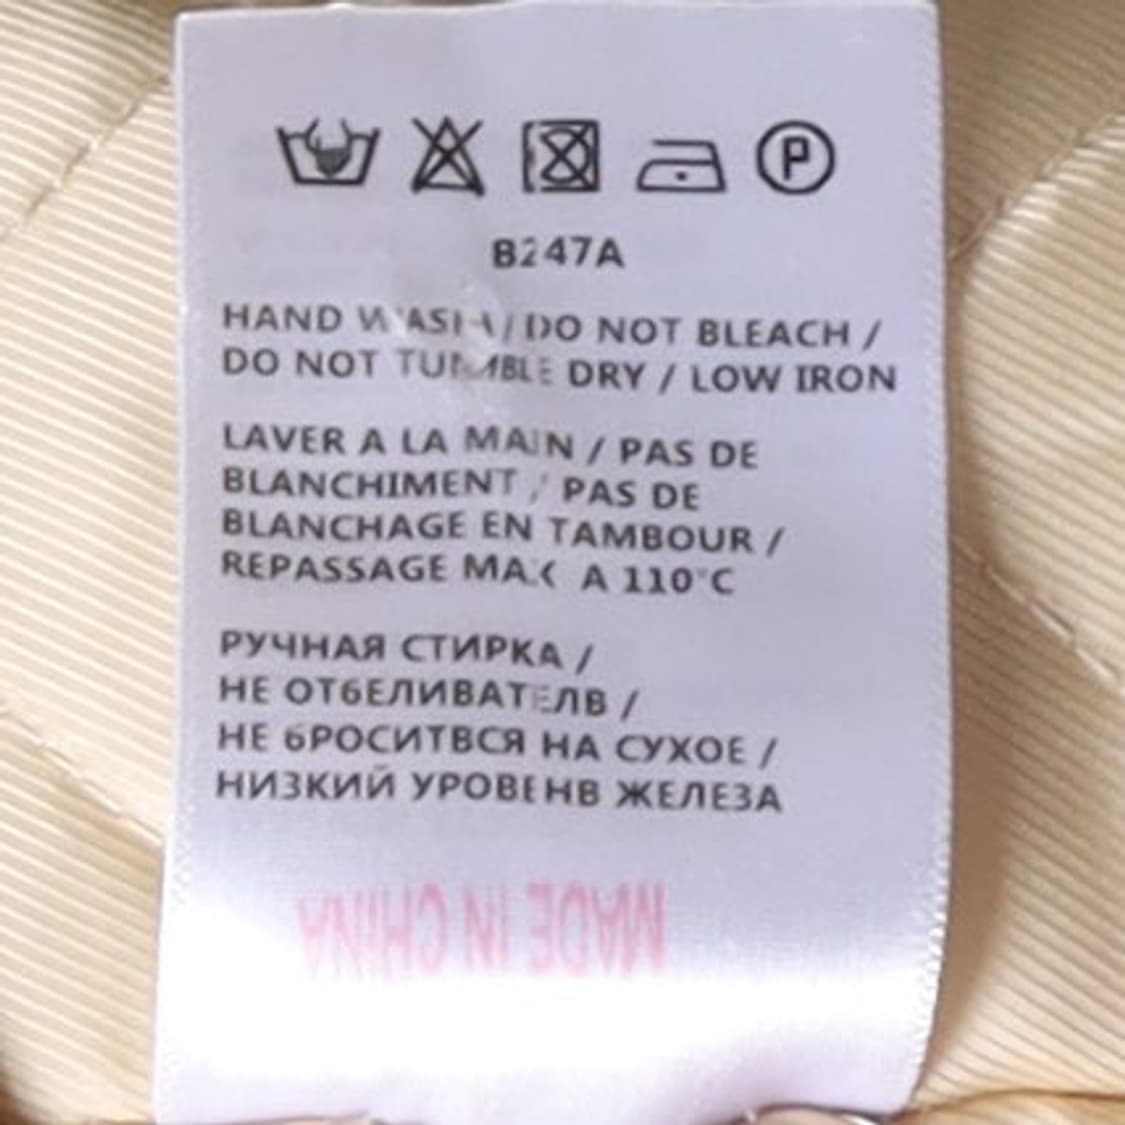 P
B247A
HAND WASH / DO NOT BLEACH /
DO NOT TUMBLE DRY / LOW IRON
LAVER A LA MAIN / PAS DE
BLANCHIMENT / PAS DE
BLANCHAGE EN TAMBOUR /
REPASSAGE MAX A 110°C
РУЧНАЯ СТИРКА /
НЕ ОТбЕЛИВАТЕЛВ /
НЕ бРОСИТВСЯ НА СУХОЕ /
НИЗКИЙ УРОВЕНВ ЖЕЛЕЗА
MADE IN CHINA